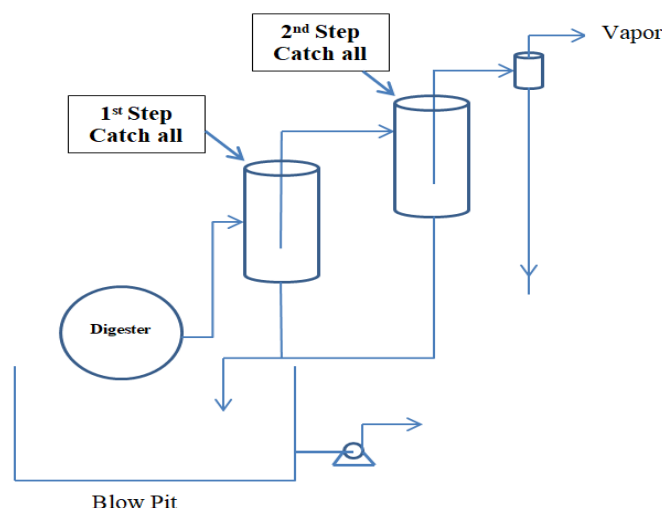 2nd Step
Catch all
Vapor
1st Step
Catch all
Digester
Blow Pit